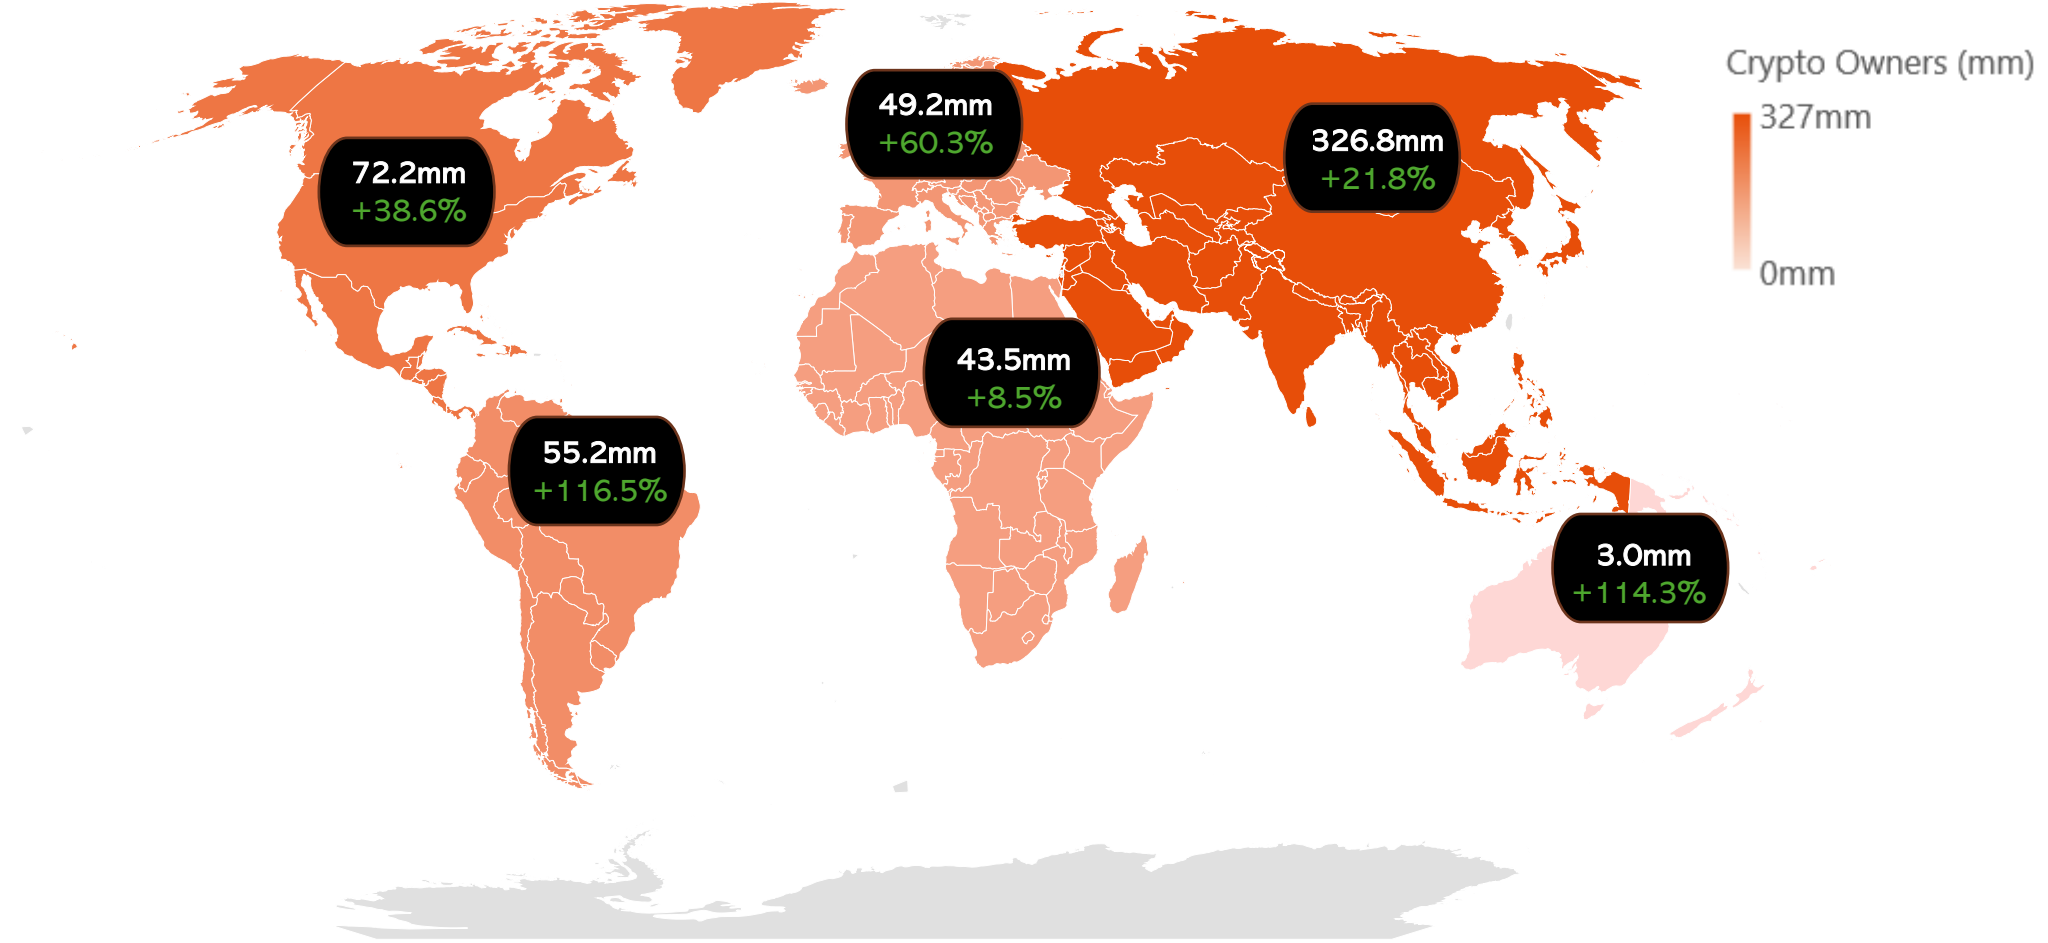 Crypto Owners (mm)
327mm
0mm
49.2mm
+60.3%
326.8mm
+21.8%
72.2mm
+38.6%
43.5mm
+8.5%
55.2mm
+116.5%
3.0mm
+114.3%